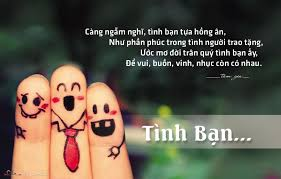 Càng ngẫm nghĩ, tình bạn tựa hồng ân,
Như phần phúc trong tình người trao tặng,
Ước mơ đời trân quý tình bạn ấy,
Để vui, buồn, vinh, nhục còn có nhau.
Tình Bạn...